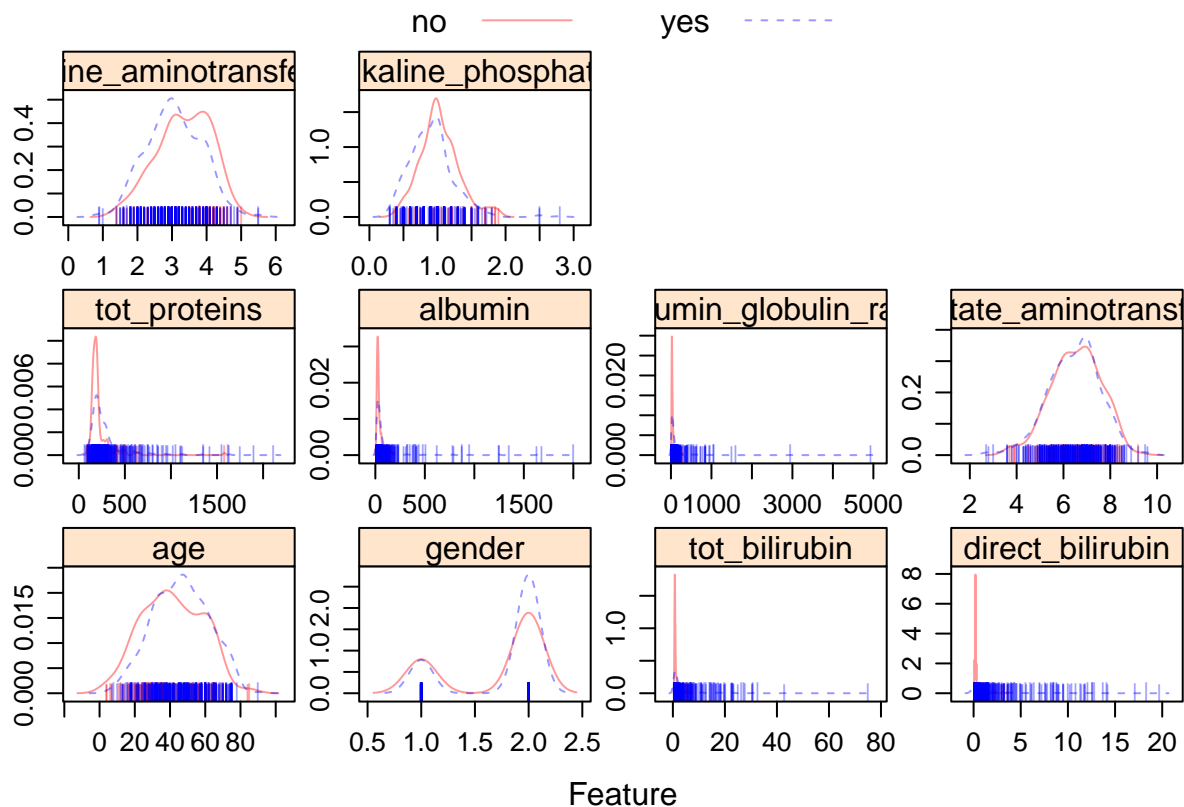 no yes
ine_aminotransfe kaline_phosphat
0.0 0.2 0.4
0 1 2 3 4 5 6
0.0 1.0
0.0 1.0 2.0 3.0
tot_proteins albumin umin_globulin_ra tate_aminotransf
0.000 0.006
0 500 1500
0.00 0.02
0 500 1500
0.000 0.020
0 1000 3000 5000
0.0 0.2
2 4 6 8 10
age gender tot_bilirubin direct_bilirubin
0.000 0.015
0 20 40 60 80
0.0 1.0 2.0
0.5 1.0 1.5 2.0 2.5
0.0 1.0
0 20 40 60 80
0 2 4 6 8
0 5 10 15 20
Feature